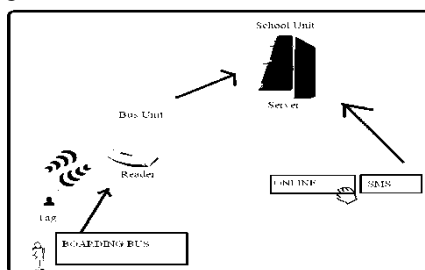 School Unit
Server
Bus Unit
Reader
Tag
ONLINE
SMS
BOARDING BUS